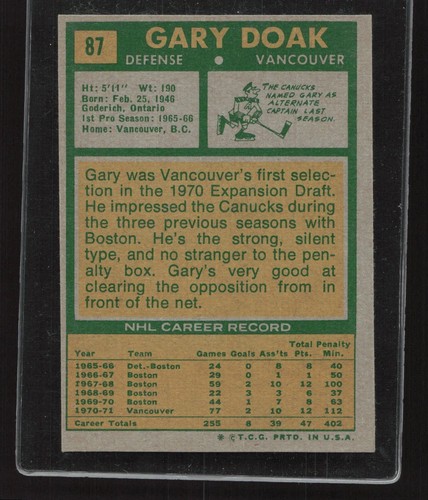 87
GARY DOAK
DEFENSE • VANCOUVER
Ht: 5'11" Wt: 190
Born: Feb. 25, 1946
Goderich, Ontario
1st Pro Season: 1965-66
Home: Vancouver, B.C.
THE CANUCKS
NAMED GARY AS
ALTERNATE
CAPTAIN LAST
SEASON.
Gary was Vancouver's first selec-
tion in the 1970 Expansion Draft.
He impressed the Canucks during
the three previous seasons with
Boston. He's the strong, silent
type, and no stranger to the pen-
alty box. Gary's very good at
clearing the opposition from in
front of the net.
NHL CAREER RECORD
Total Penalty
Year Team Games Goals Ass'ts Pts. Min.
1965-66 Det.-Boston 24 0 8 8 40
1966-67 Boston 29 0 1 1 50
1967-68 Boston 59 2 10 12 100
1968-69 Boston 22 3 3 6 37
1969-70 Boston 44 1 7 8 63
1970-71 Vancouver 77 2 10 12 112
Career Totals 255 8 39 47 402
* © T.C.G. PRTD. IN U.S.A.